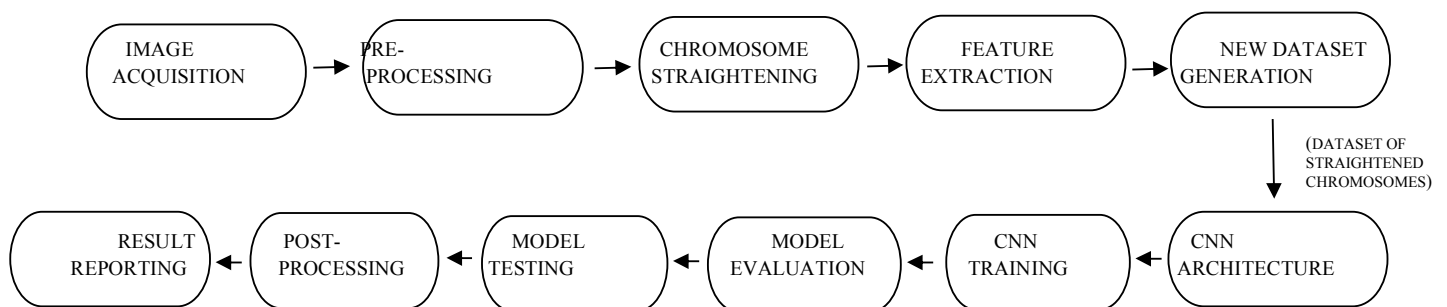 IMAGE
ACQUISITION
PRE-
PROCESSING
CHROMOSOME
STRAIGHTENING
FEATURE
EXTRACTION
NEW DATASET
GENERATION
(DATASET OF
STRAIGHTENED
CHROMOSOMES)
CNN
ARCHITECTURE
CNN
TRAINING
MODEL
EVALUATION
MODEL
TESTING
POST-
PROCESSING
RESULT
REPORTING